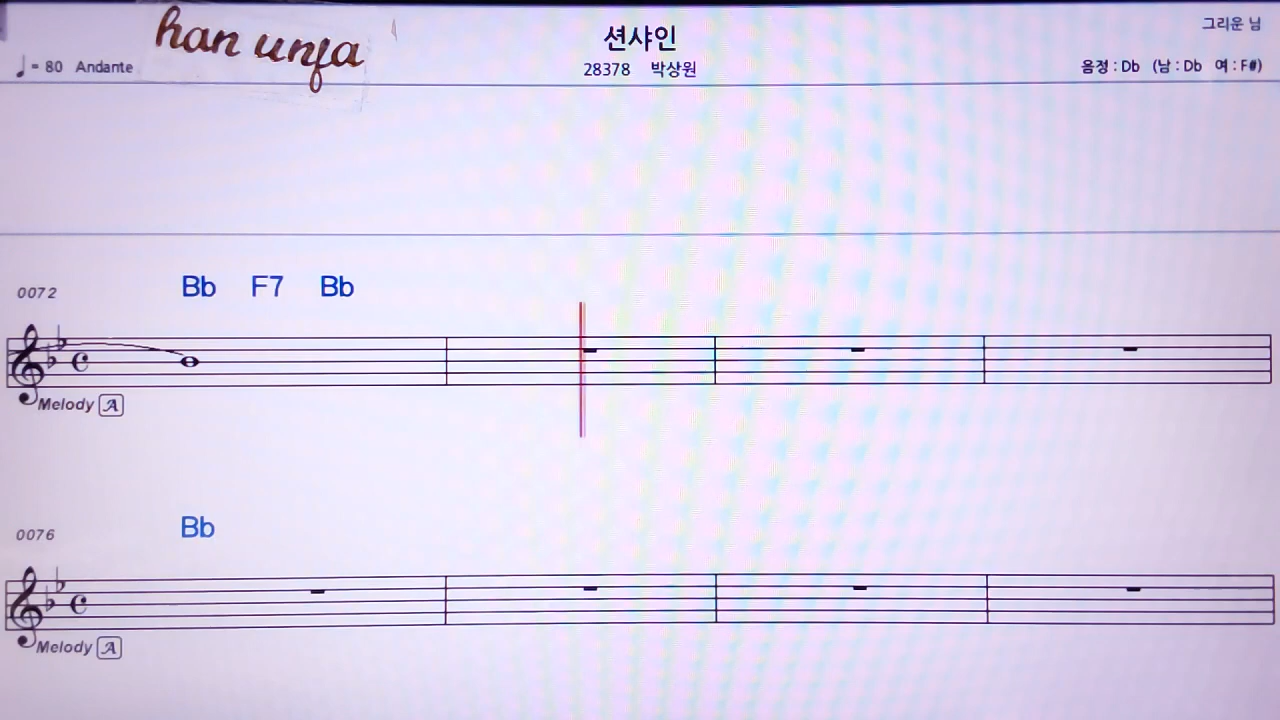 han unja
션샤인
그리운 님
♩= 80 Andante
28378 박상원
음정 : Db (남 : Db 여 : F#)
0072 Bb F7 Bb
Melody A
0076 Bb
Melody A